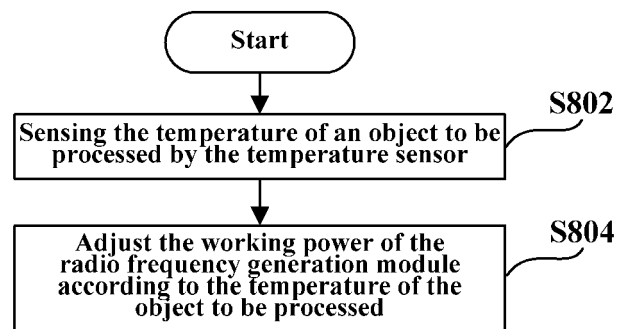 Start
S802
Sensing the temperature of an object to be
processed by the temperature sensor
S804
Adjust the working power of the
radio frequency generation module
according to the temperature of the
object to be processed